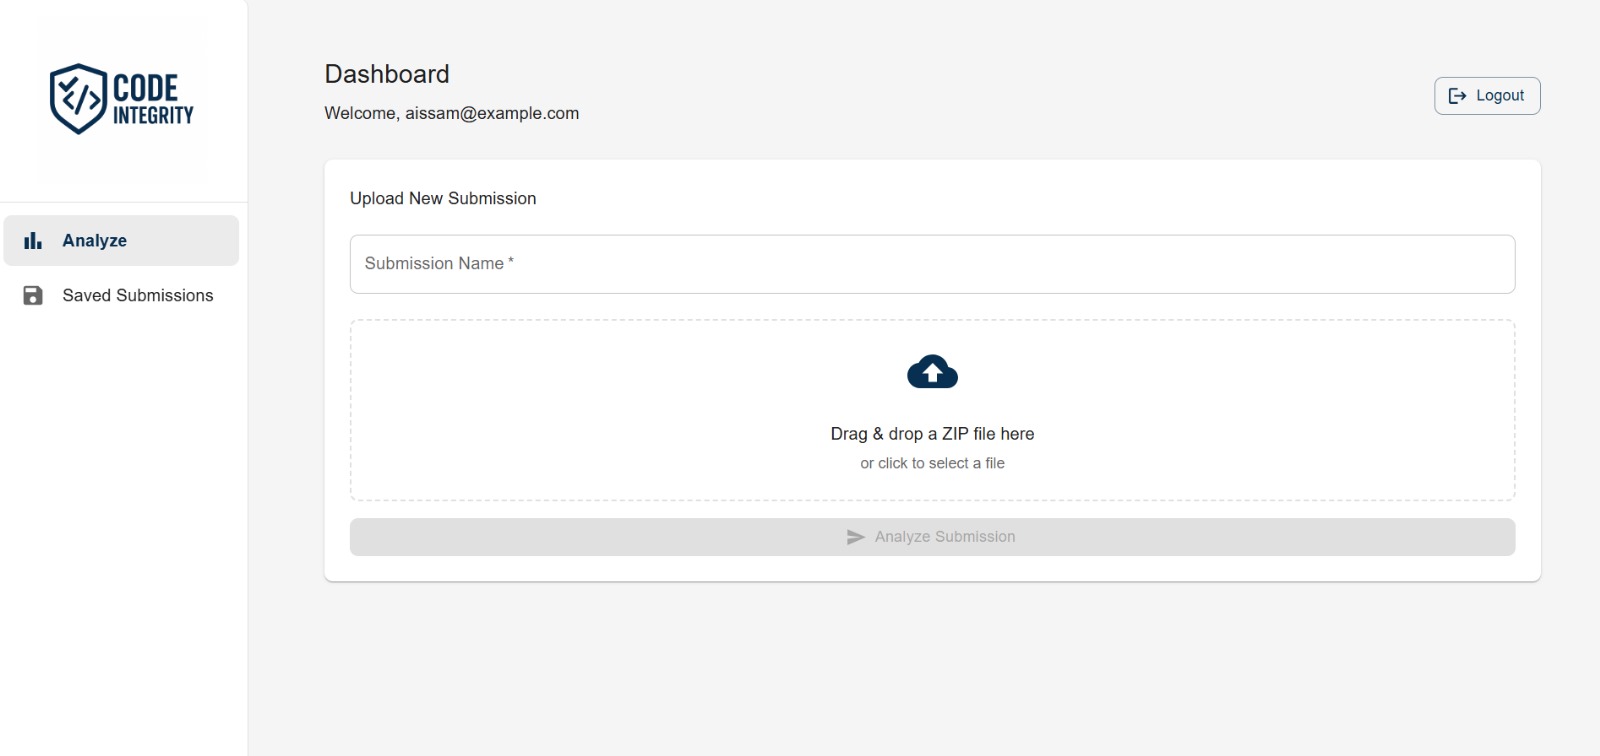 CODE
INTEGRITY
Analyze
Saved Submissions
Dashboard
Welcome, aissam@example.com
Logout
Upload New Submission
Submission Name *
Drag & drop a ZIP file here
or click to select a file
Analyze Submission